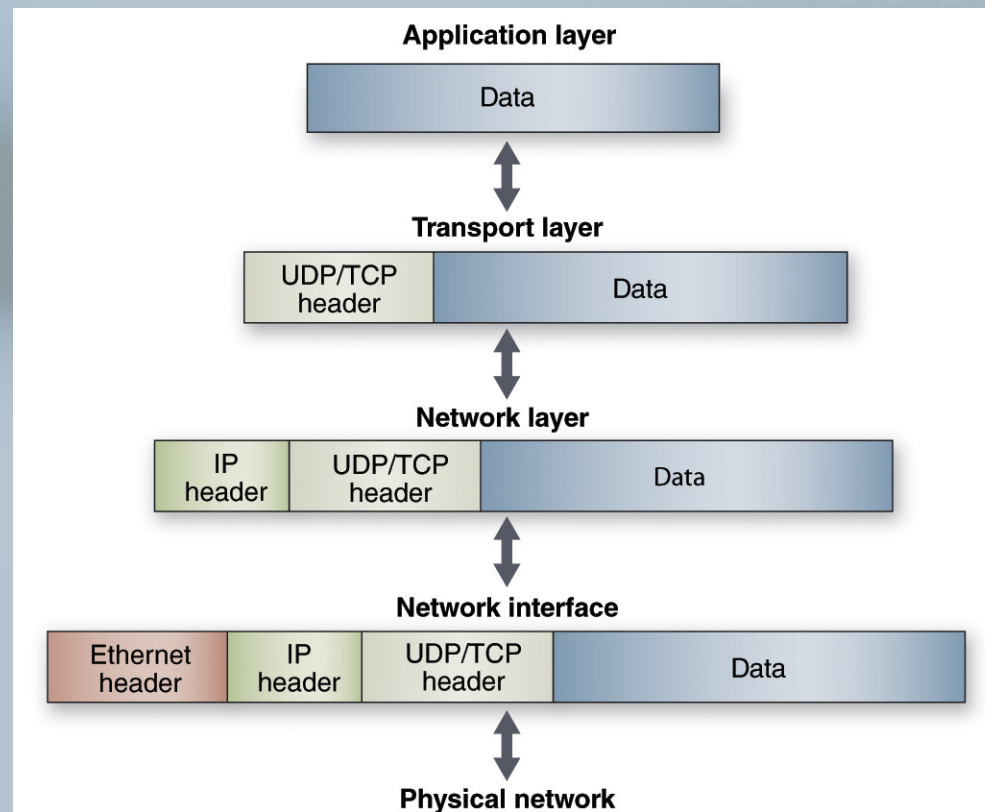 Application layer
Data
Transport layer
UDP/TCP
header
Data
Network layer
IP
header
UDP/TCP
header
Data
Network interface
Ethernet
header
IP
header
UDP/TCP
header
Data
Physical network